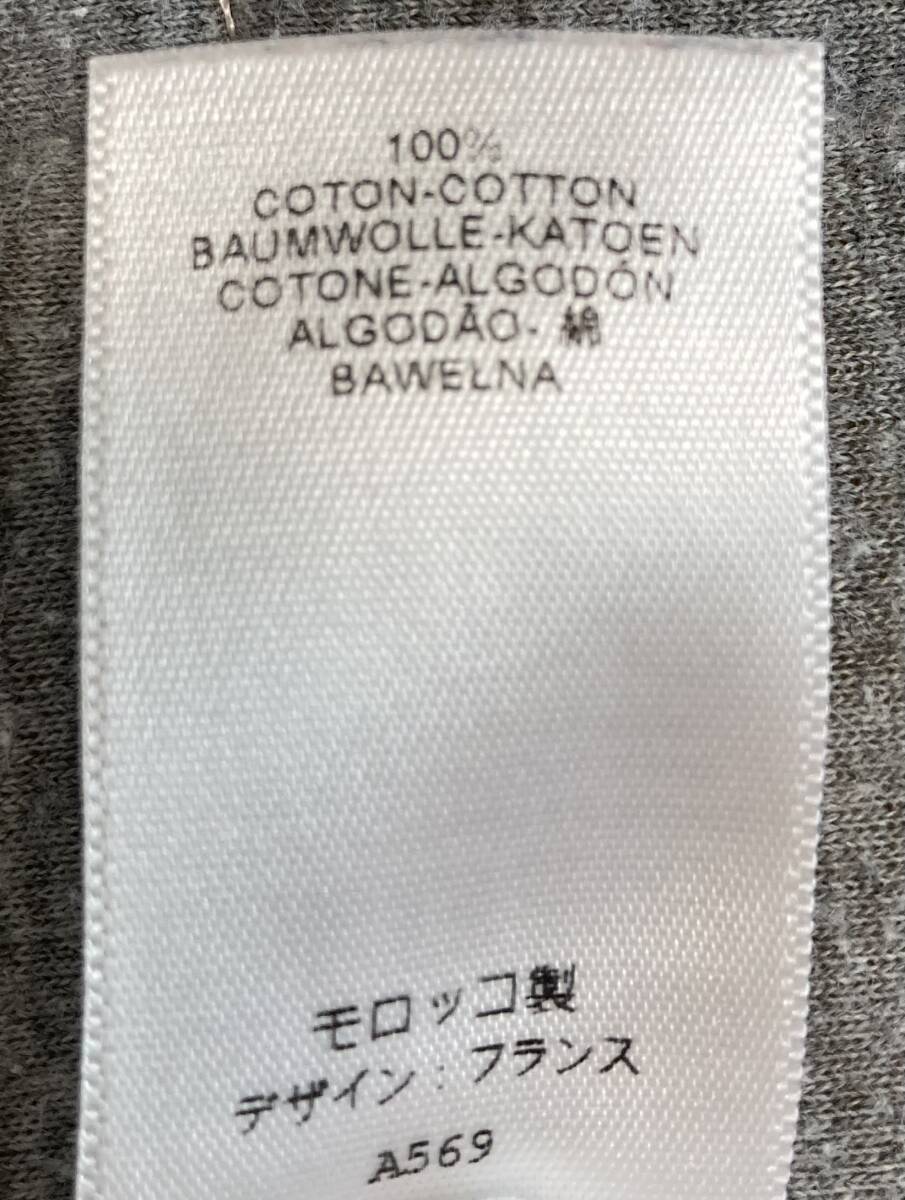 100%
COTON-COTTON
BAUMWOLLE-KATOEN
COTONE-ALGODÓN
ALGODÃO- 綿
BAWEŁNA
モロッコ製
デザイン: フランス
A569